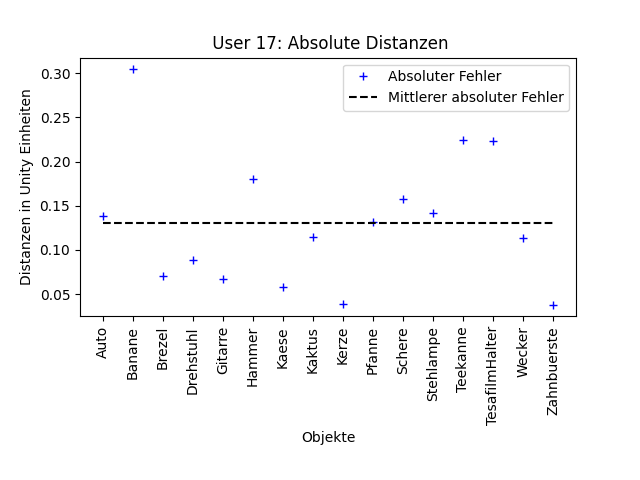 User 17: Absolute Distanzen
Absoluter Fehler
Mittlerer absoluter Fehler
Distanzen in Unity Einheiten
0.30
0.25
0.20
0.15
0.10
0.05
Auto
Banane
Brezel
Drehstuhl
Gitarre
Hammer
Kaese
Kaktus
Kerze
Pfanne
Schere
Stehlampe
Teekanne
TesafilmHalter
Wecker
Zahnbuerste
Objekte